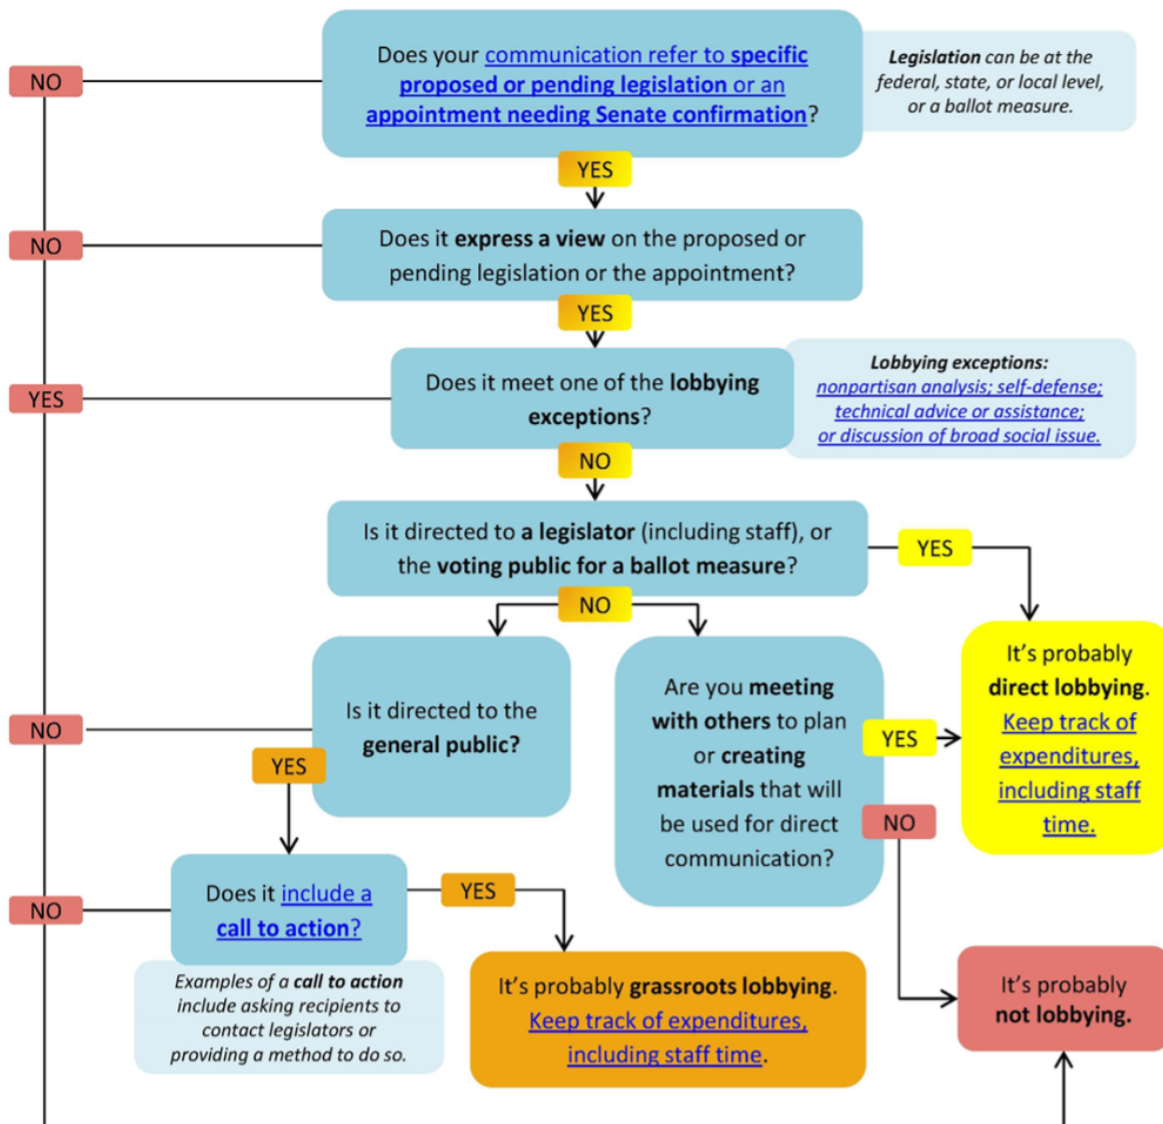 Does your communication refer to specific
proposed or pending legislation or an
appointment needing Senate confirmation?
Legislation can be at the
federal, state, or local level,
or a ballot measure.
NO
YES
Does it express a view on the proposed or
pending legislation or the appointment?
NO
YES
Does it meet one of the lobbying
exceptions?
Lobbying exceptions:
nonpartisan analysis; self-defense;
technical advice or assistance;
or discussion of broad social issue.
YES
NO
Is it directed to a legislator (including staff), or
the voting public for a ballot measure?
YES
NO
Is it directed to the
general public?
NO
YES
Are you meeting
with others to plan
or creating
materials that will
be used for direct
communication?
YES
NO
It's probably
direct lobbying.
Keep track of
expenditures,
including staff
time.
Does it include a
call to action?
NO
YES
Examples of a call to action
include asking recipients to
contact legislators or
providing a method to do so.
It's probably grassroots lobbying.
Keep track of expenditures,
including staff time.
It's probably
not lobbying.